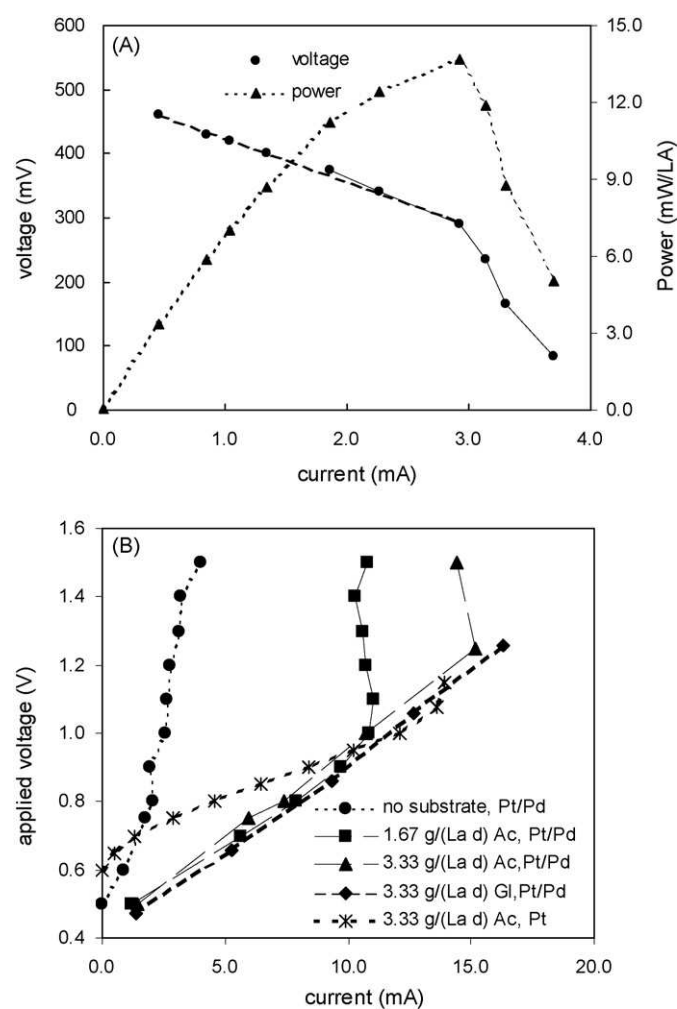 (A)
voltage
power
600
500
400
300
200
100
0
voltage (mV)
15.0
12.0
9.0
6.0
3.0
0.0
Power (mW/LA)
0.0 1.0 2.0 3.0 4.0
current (mA)
(B)
1.6
1.4
1.2
1.0
0.8
0.6
0.4
applied voltage (V)
no substrate, Pt/Pd
1.67 g/(La d) Ac, Pt/Pd
3.33 g/(La d) Ac,Pt/Pd
3.33 g/(La d) Gl,Pt/Pd
3.33 g/(La d) Ac, Pt
0.0 5.0 10.0 15.0 20.0
current (mA)